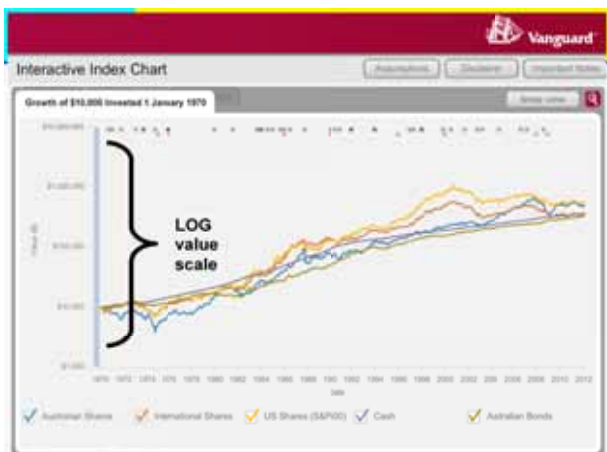 Vanguard
Interactive Index Chart
Assumptions Disclaimer Important Notes
Growth of $10,000 Invested 1 January 1970
$10,000,000
$1,000,000
$100,000
$10,000
$1,000
LOG
value
scale
1970 1972 1974 1976 1978 1980 1982 1984 1986 1988 1990 1992 1994 1996 1998 2000 2002 2004 2006 2008 2010 2012
Australian Shares International Shares US Shares (S&P500) Cash Astralian Bonds